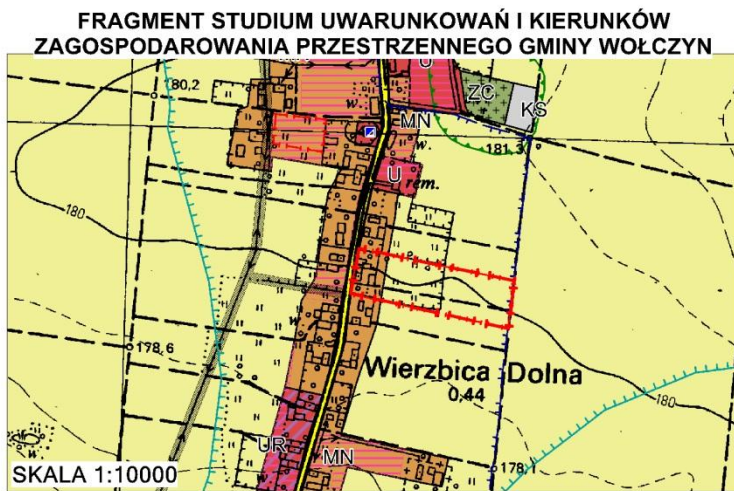 FRAGMENT STUDIUM UWARUNKOWAŃ I KIERUNKÓW
ZAGOSPODAROWANIA PRZESTRZENNEGO GMINY WOŁCZYN
U
80,2
ZC
KS
MN
w.
w.
181,3
U
rem.
180
w
178,6
Wierzbica Dolna
0,44
180
UR
MN
178,1
w
SKALA 1:10000